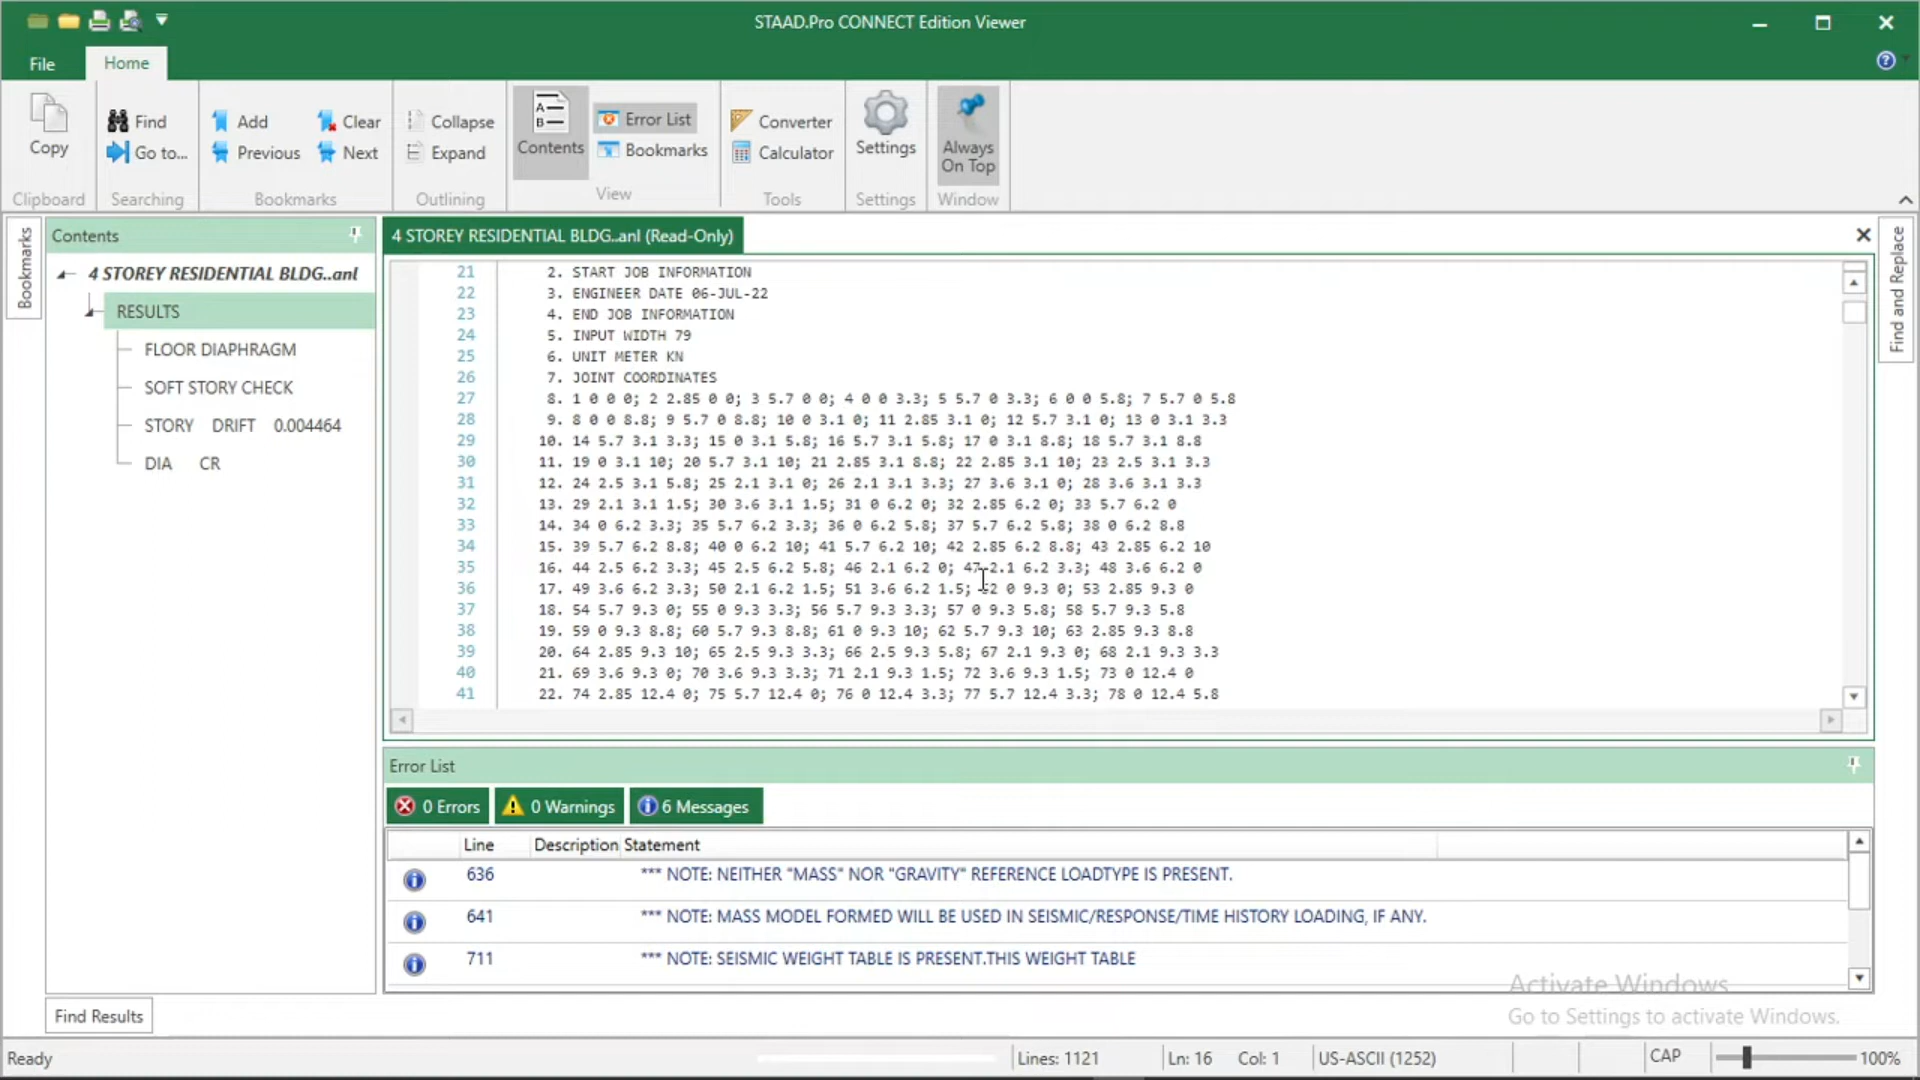 STAAD.Pro CONNECT Edition Viewer
File
Home
Copy
Find
Go to...
Add
Previous
Clear
Next
Collapse
Expand
Contents
Error List
Bookmarks
Converter
Calculator
Settings
Always
On Top
Clipboard
Searching
Bookmarks
Outlining
View
Tools
Settings
Window
Bookmarks
Contents
4 STOREY RESIDENTIAL BLDG..anl
RESULTS
FLOOR DIAPHRAGM
SOFT STORY CHECK
STORY DRIFT 0.004464
DIA CR
4 STOREY RESIDENTIAL BLDG..anl (Read-Only)
Find and Replace
21 2. START JOB INFORMATION
22 3. ENGINEER DATE 06-JUL-22
23 4. END JOB INFORMATION
24 5. INPUT WIDTH 79
25 6. UNIT METER KN
26 7. JOINT COORDINATES
27 8. 1 0 0 0; 2 2.85 0 0; 3 5.7 0 0; 4 0 0 3.3; 5 5.7 0 3.3; 6 0 0 5.8; 7 5.7 0 5.8
28 9. 8 0 0 8.8; 9 5.7 0 8.8; 10 0 3.1 0; 11 2.85 3.1 0; 12 5.7 3.1 0; 13 0 3.1 3.3
29 10. 14 5.7 3.1 3.3; 15 0 3.1 5.8; 16 5.7 3.1 5.8; 17 0 3.1 8.8; 18 5.7 3.1 8.8
30 11. 19 0 3.1 10; 20 5.7 3.1 10; 21 2.85 3.1 8.8; 22 2.85 3.1 10; 23 2.5 3.1 3.3
31 12. 24 2.5 3.1 5.8; 25 2.1 3.1 0; 26 2.1 3.1 3.3; 27 3.6 3.1 0; 28 3.6 3.1 3.3
32 13. 29 2.1 3.1 1.5; 30 3.6 3.1 1.5; 31 0 6.2 0; 32 2.85 6.2 0; 33 5.7 6.2 0
33 14. 34 0 6.2 3.3; 35 5.7 6.2 3.3; 36 0 6.2 5.8; 37 5.7 6.2 5.8; 38 0 6.2 8.8
34 15. 39 5.7 6.2 8.8; 40 0 6.2 10; 41 5.7 6.2 10; 42 2.85 6.2 8.8; 43 2.85 6.2 10
35 16. 44 2.5 6.2 3.3; 45 2.5 6.2 5.8; 46 2.1 6.2 0; 47 2.1 6.2 3.3; 48 3.6 6.2 0
36 17. 49 3.6 6.2 3.3; 50 2.1 6.2 1.5; 51 3.6 6.2 1.5; 52 0 9.3 0; 53 2.85 9.3 0
37 18. 54 5.7 9.3 0; 55 0 9.3 3.3; 56 5.7 9.3 3.3; 57 0 9.3 5.8; 58 5.7 9.3 5.8
38 19. 59 0 9.3 8.8; 60 5.7 9.3 8.8; 61 0 9.3 10; 62 5.7 9.3 10; 63 2.85 9.3 8.8
39 20. 64 2.85 9.3 10; 65 2.5 9.3 3.3; 66 2.5 9.3 5.8; 67 2.1 9.3 0; 68 2.1 9.3 3.3
40 21. 69 3.6 9.3 0; 70 3.6 9.3 3.3; 71 2.1 9.3 1.5; 72 3.6 9.3 1.5; 73 0 12.4 0
41 22. 74 2.85 12.4 0; 75 5.7 12.4 0; 76 0 12.4 3.3; 77 5.7 12.4 3.3; 78 0 12.4 5.8
Error List
0 Errors
0 Warnings
6 Messages
Line Description Statement
636 *** NOTE: NEITHER "MASS" NOR "GRAVITY" REFERENCE LOADTYPE IS PRESENT.
641 *** NOTE: MASS MODEL FORMED WILL BE USED IN SEISMIC/RESPONSE/TIME HISTORY LOADING, IF ANY.
711 *** NOTE: SEISMIC WEIGHT TABLE IS PRESENT.THIS WEIGHT TABLE
Activate Windows
Go to Settings to activate Windows.
Find Results
Ready
Lines: 1121
Ln: 16
Col: 1
US-ASCII (1252)
CAP
100%